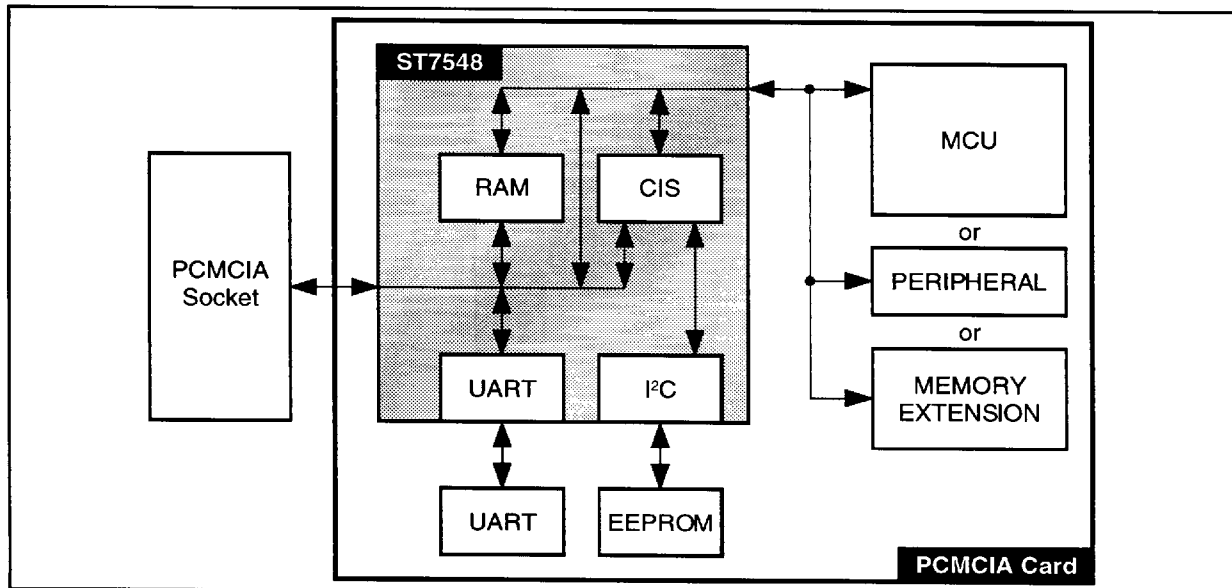 ST7548
MCU
RAM
CIS
or
PCMCIA
Socket
PERIPHERAL
or
UART
I²C
MEMORY
EXTENSION
UART
EEPROM
PCMCIA Card